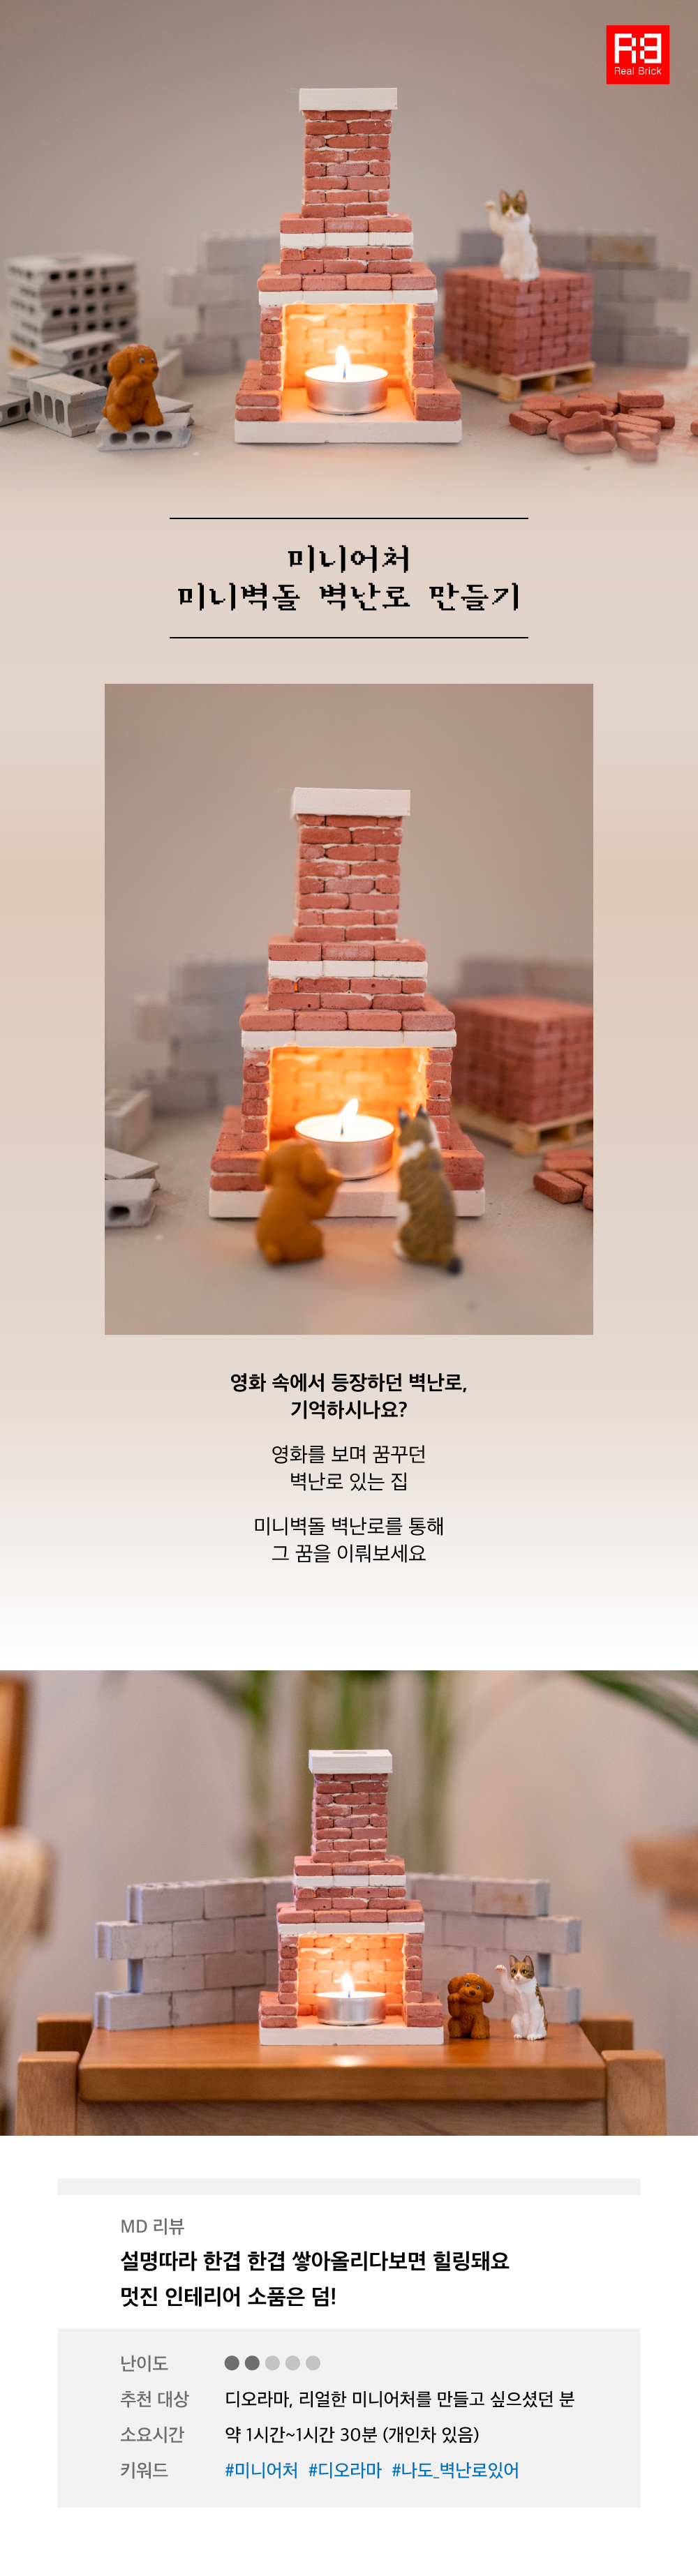 RB
Real Brick
미니어처
미니벽돌 벽난로 만들기
영화 속에서 등장하던 벽난로,
기억하시나요?
영화를 보며 꿈꾸던
벽난로 있는 집
미니벽돌 벽난로를 통해
그 꿈을 이뤄보세요
MD 리뷰
설명따라 한겹 한겹 쌓아올리다보면 힐링돼요
멋진 인테리어 소품은 덤!
난이도
추천 대상 디오라마, 리얼한 미니어처를 만들고 싶으셨던 분
소요시간 약 1시간~1시간 30분 (개인차 있음)
키워드 #미니어처 #디오라마 #나도_벽난로있어